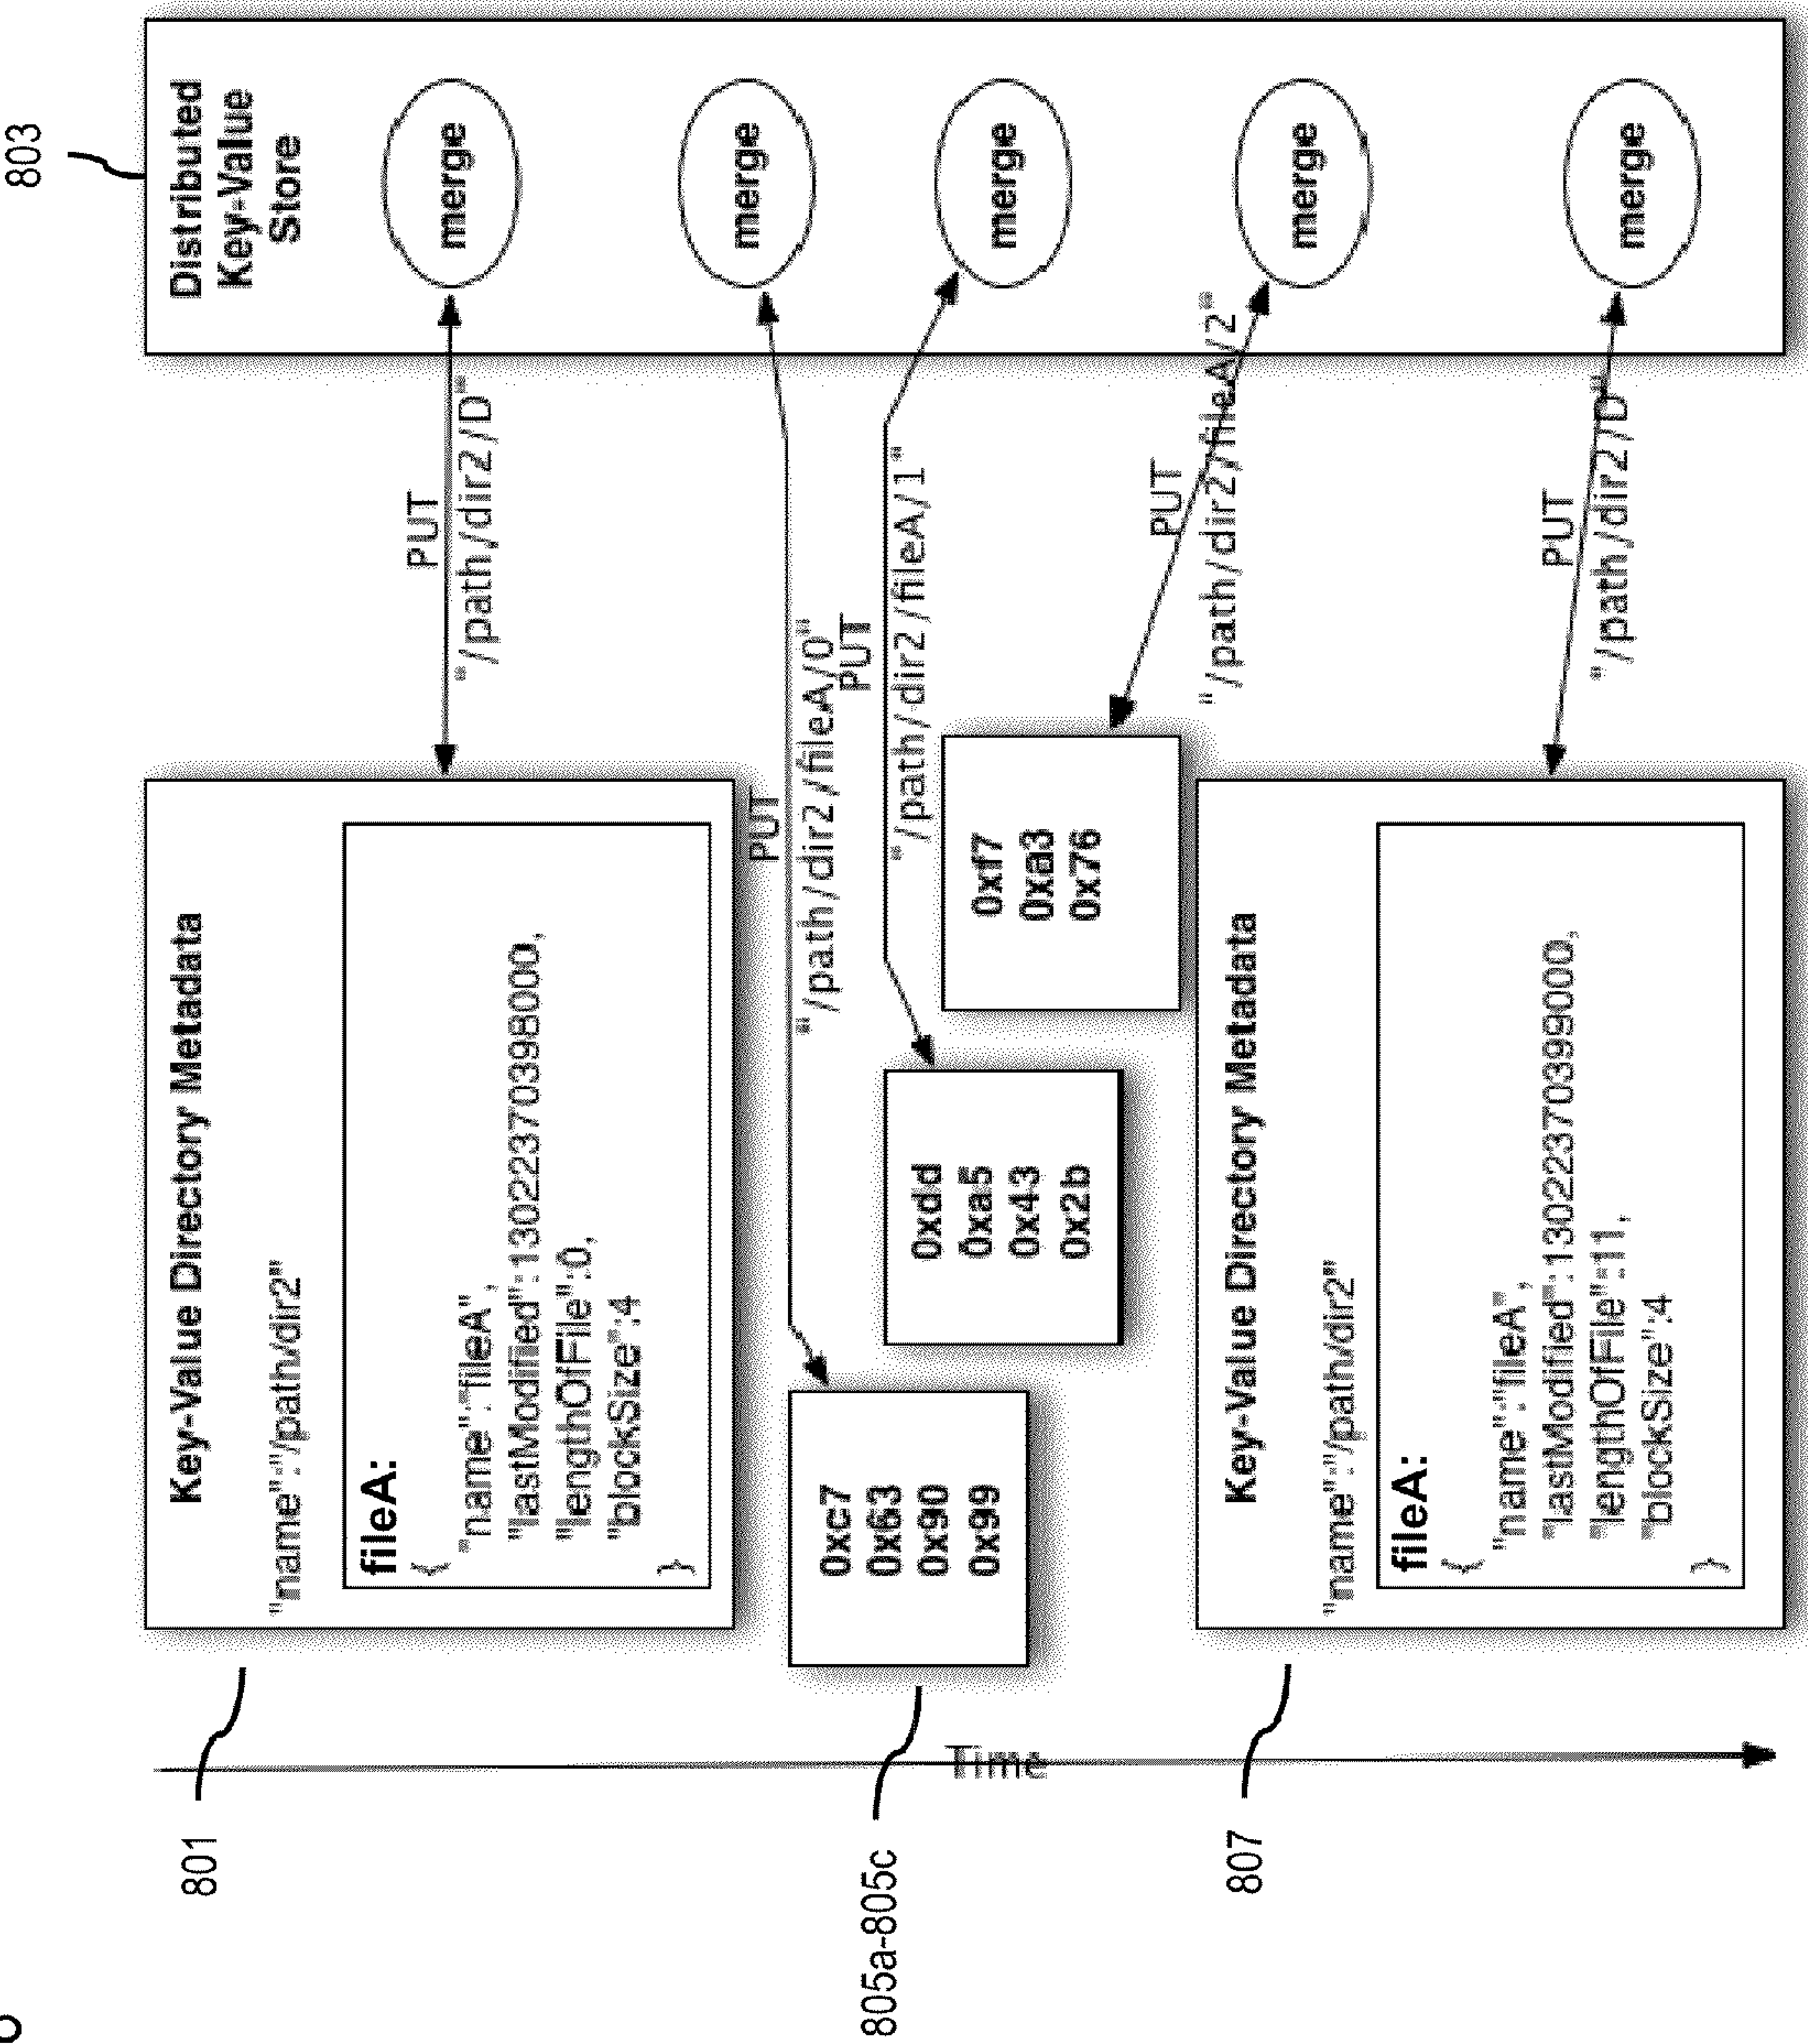 803
Distributed
Key-Value
Store
merge
merge
merge
merge
merge
PUT
"/path/dir2/D"
PUT
"/path/dir2/fileA/0"
PUT
"/path/dir2/fileA/1"
PUT
"/path/dir2/fileA/2"
PUT
"/path/dir2/D"
Key-Value Directory Metadata
"name":"/path/dir2"
fileA:
{
"name":"fileA",
"lastModified":13022370398000,
"lengthOfFile":0,
"blockSize":4
}
0xc7
0x63
0x90
0x99
0xdd
0xa5
0x43
0x2b
0xf7
0xa3
0x76
Key-Value Directory Metadata
"name":"/path/dir2"
fileA:
{
"name":"fileA",
"lastModified":13022370399000,
"lengthOfFile":11,
"blockSize":4
}
Time
801
805a-805c
807